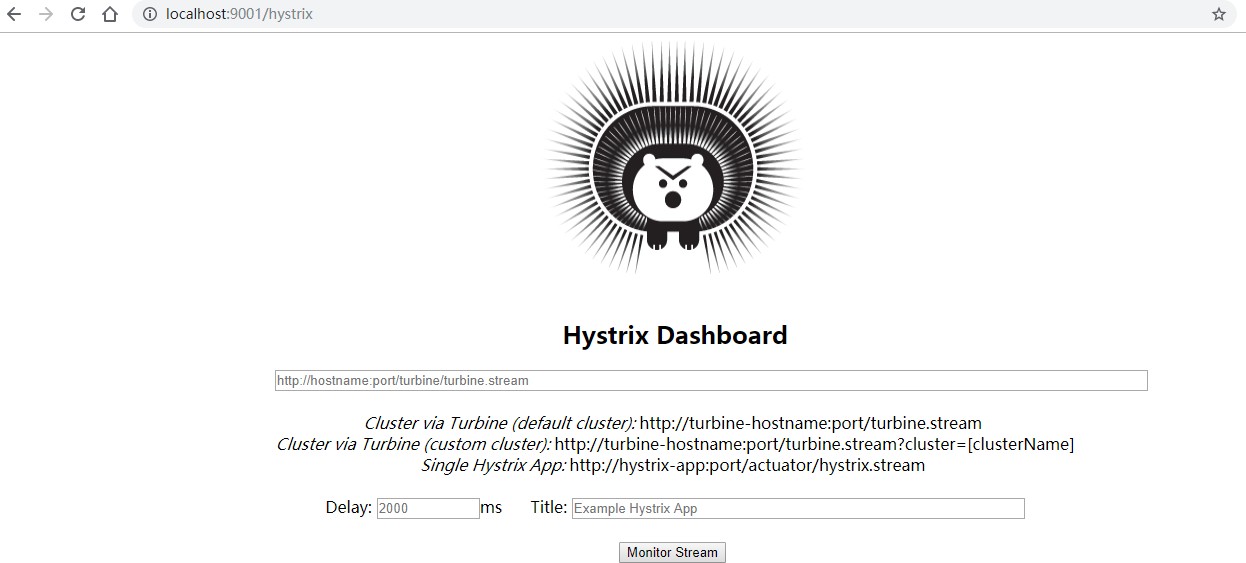 localhost:9001/hystrix
Hystrix Dashboard
http://hostname:port/turbine/turbine.stream
Cluster via Turbine (default cluster): http://turbine-hostname:port/turbine.stream
Cluster via Turbine (custom cluster): http://turbine-hostname:port/turbine.stream?cluster=[clusterName]
Single Hystrix App: http://hystrix-app:port/actuator/hystrix.stream
Delay: 2000 ms Title: Example Hystrix App
Monitor Stream